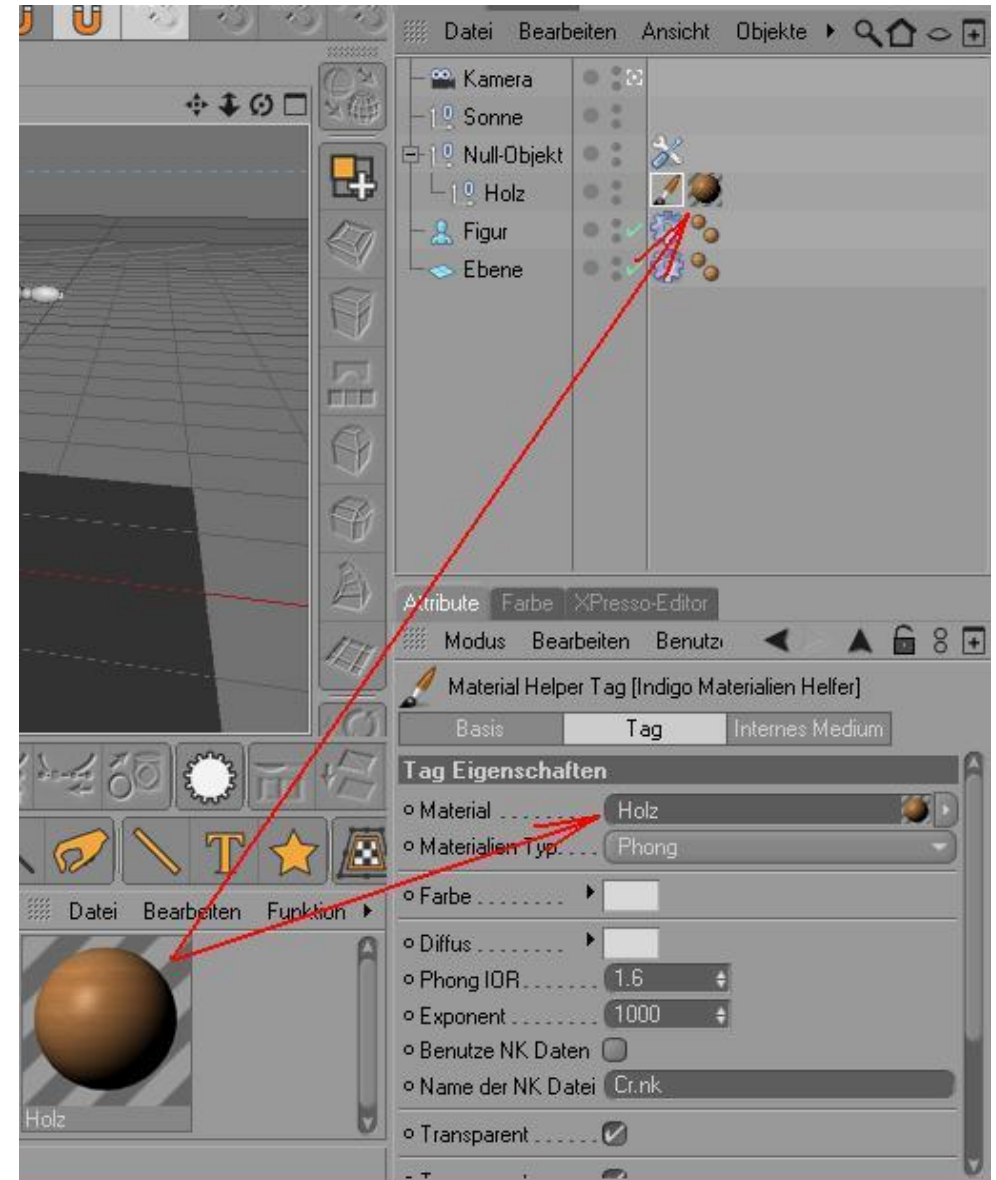 Datei Bearbeiten Ansicht Objekte
Kamera
Sonne
Null-Objekt
Holz
Figur
Ebene
Attribute Farbe XPresso-Editor
Modus Bearbeiten Benutz
Material Helper Tag [Indigo Materialien Helfer]
Basis Tag Internes Medium
Tag Eigenschaften
Material . . . . . . . Holz
Materialien Typ. . . . Phong
Farbe . . . . . . . .
Diffus . . . . . . . .
Phong IOR. . . . . . . 1.6
Exponent . . . . . . . . 1000
Benutze NK Daten
Name der NK Datei Cr.nk
Transparent . . . . . .
T
Datei Bearbeiten Funktion
Holz